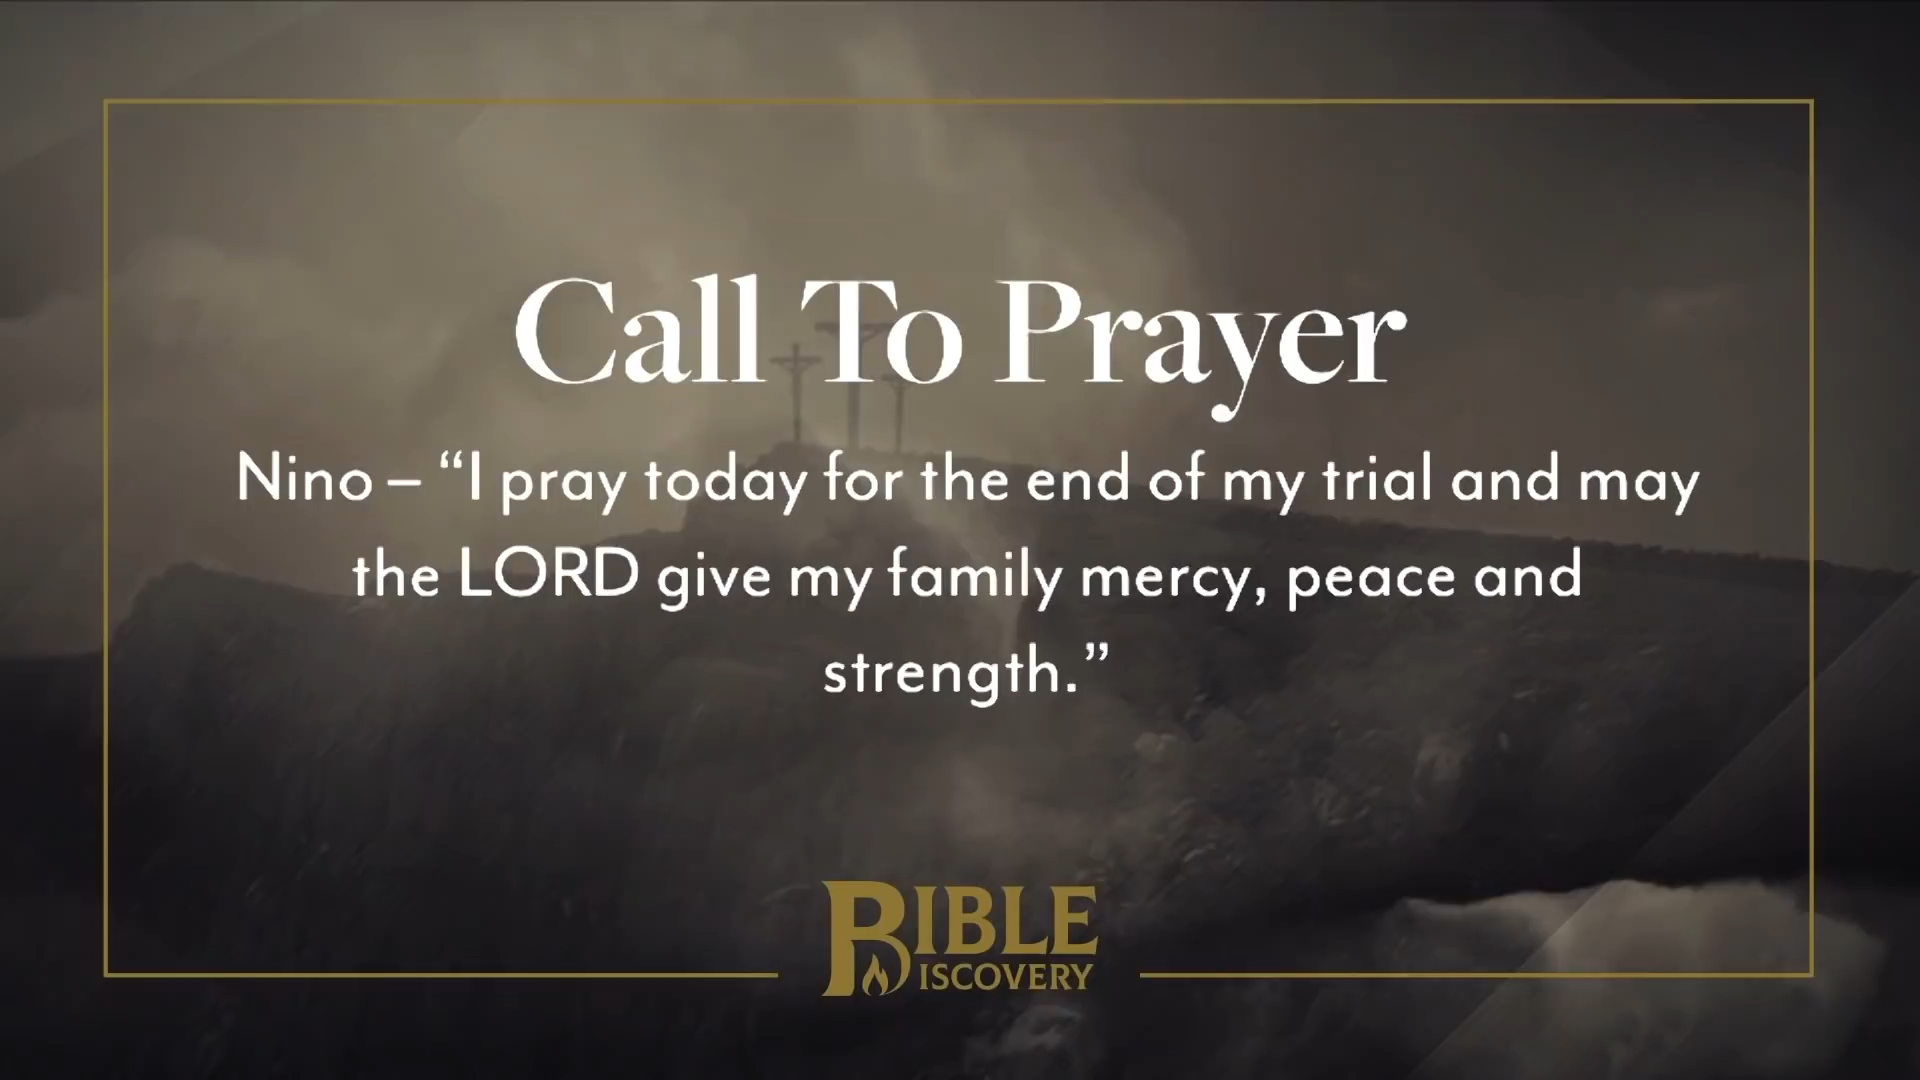 Call To Prayer
Nino – “I pray today for the end of my trial and may
the LORD give my family mercy, peace and
strength.”
BIBLE
DISCOVERY